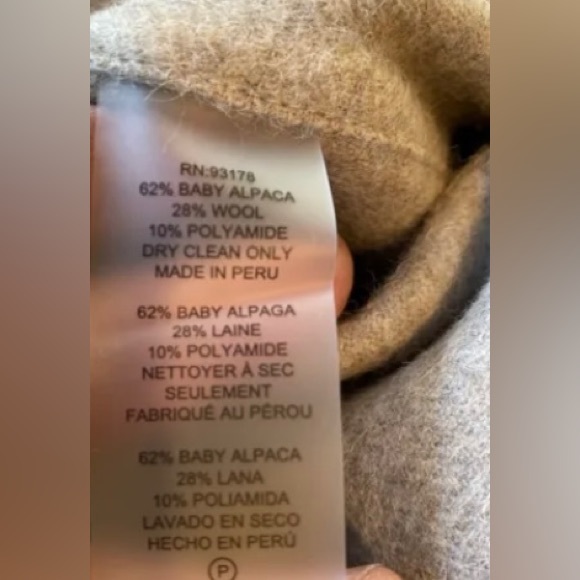 RN:93178
62% BABY ALPACA
28% WOOL
10% POLYAMIDE
DRY CLEAN ONLY
MADE IN PERU
62% BABY ALPAGA
28% LAINE
10% POLYAMIDE
NETTOYER À SEC
SEULEMENT
FABRIQUÉ AU PÉROU
62% BABY ALPACA
28% LANA
10% POLIAMIDA
LAVADO EN SECO
HECHO EN PERÚ
P